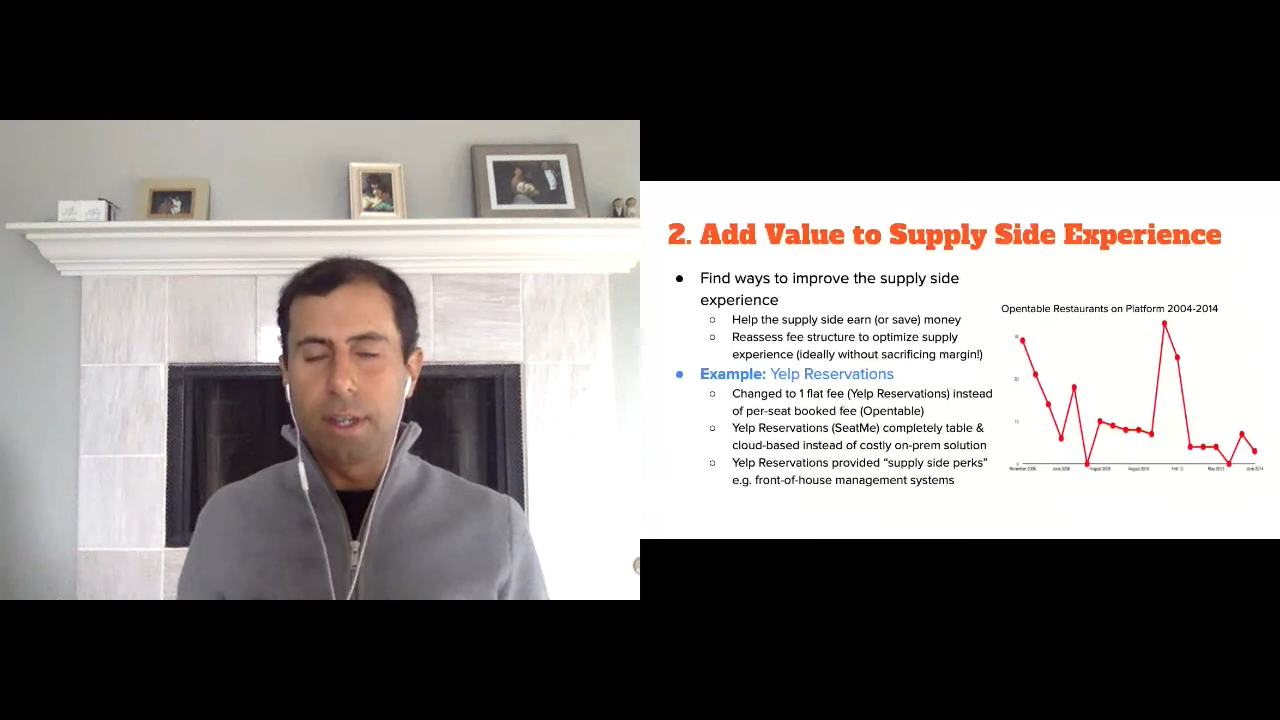 2. Add Value to Supply Side Experience
● Find ways to improve the supply side
experience
○ Help the supply side earn (or save) money
○ Reassess fee structure to optimize supply
experience (ideally without sacrificing margin!)
● Example: Yelp Reservations
○ Changed to 1 flat fee (Yelp Reservations) instead
of per-seat booked fee (Opentable)
○ Yelp Reservations (SeatMe) completely table &
cloud-based instead of costly on-prem solution
○ Yelp Reservations provided “supply side perks”
e.g. front-of-house management systems
Opentable Restaurants on Platform 2004-2014